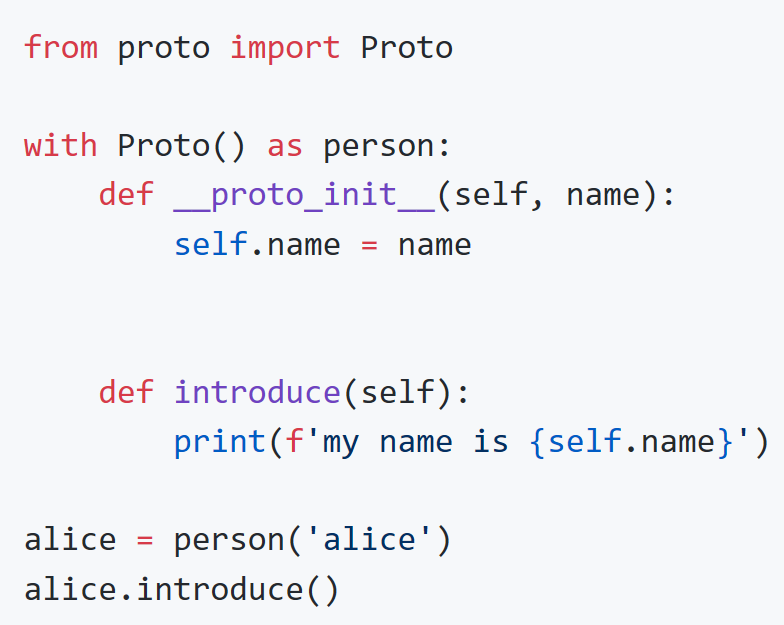 from proto import Proto
with Proto() as person:
    def __proto_init__(self, name):
        self.name = name
    def introduce(self):
        print(f'my name is {self.name}')
alice = person('alice')
alice.introduce()